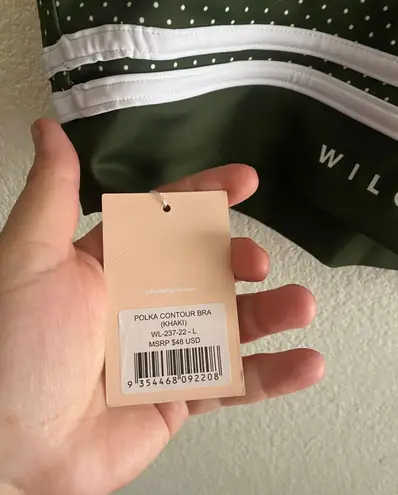 WIL
POLKA CONTOUR BRA
(KHAKI)
WL-237-22 - L
MSRP $48 USD
9 354468 092208